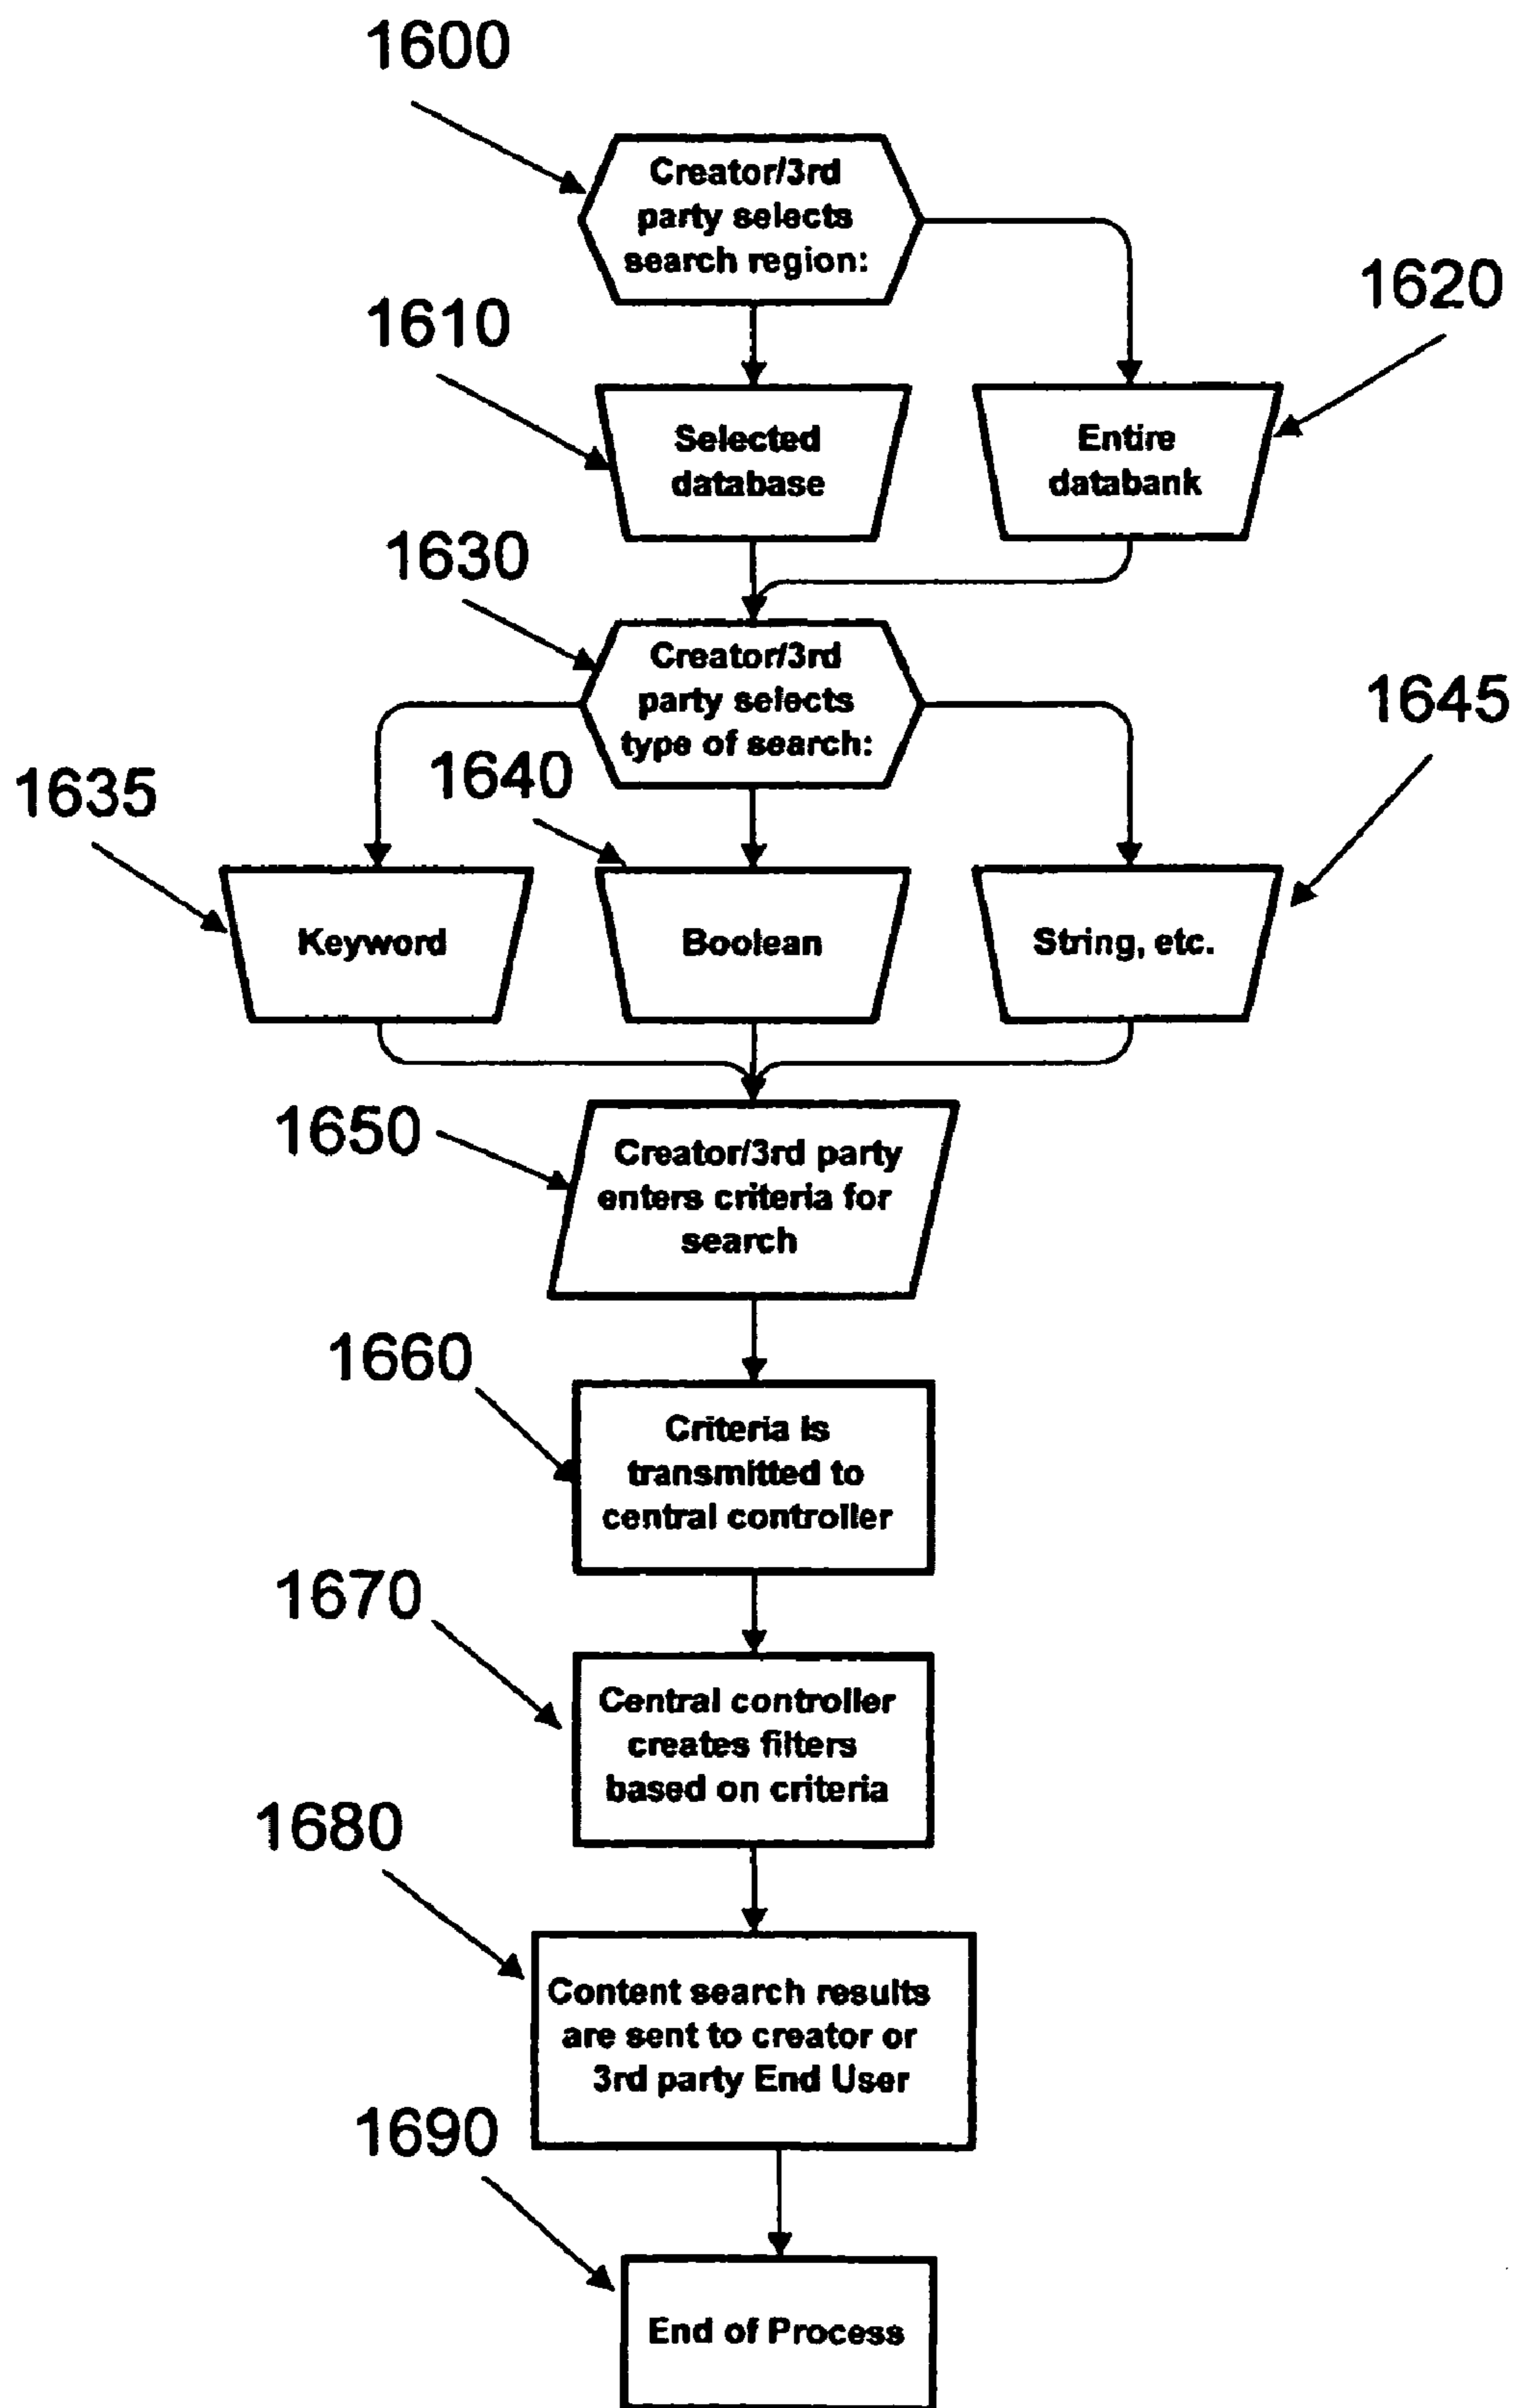 1600
Creator/3rd
party selects
search region:
1610
1620
Selected
database
Entire
databank
1630
Creator/3rd
party selects
type of search:
1645
1640
1635
Keyword
Boolean
String, etc.
1650
Creator/3rd party
enters criteria for
search
1660
Criteria is
transmitted to
central controller
1670
Central controller
creates filters
based on criteria
1680
Content search results
are sent to creator or
3rd party End User
1690
End of Process